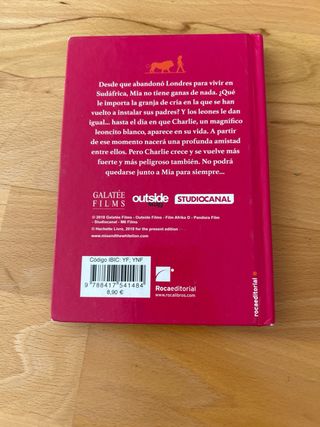 Desde que abandonó Londres para vivir en
Sudáfrica, Mia no tiene ganas de nada. ¿Qué
le importa la granja de cria en la que se han
vuelto a instalar sus padres? Y los leones le dan
igual... hasta el día en que Charlie, un magnífico
leoncito blanco, aparece en su vida. A partir
de ese momento nacerá una profunda amistad
entre ellos. Pero Charlie crece y se vuelve más
fuerte y más peligroso también. No podrá
quedarse junto a Mia para siempre...
GALATÉE
FILMS
outside
STUDIOCANAL
© 2018 Galatée Films - Outside Films - Film Afrika D - Pandora Film
- Studiocanal - M6 Films
© Hachette Livre, 2018 for the present edition
www.miaandthewhitelion.com
Código IBIC: YF; YNF
9 788417 541484
8,90 €
Rocaeditorial
www.rocalibros.com
rocaeditorial